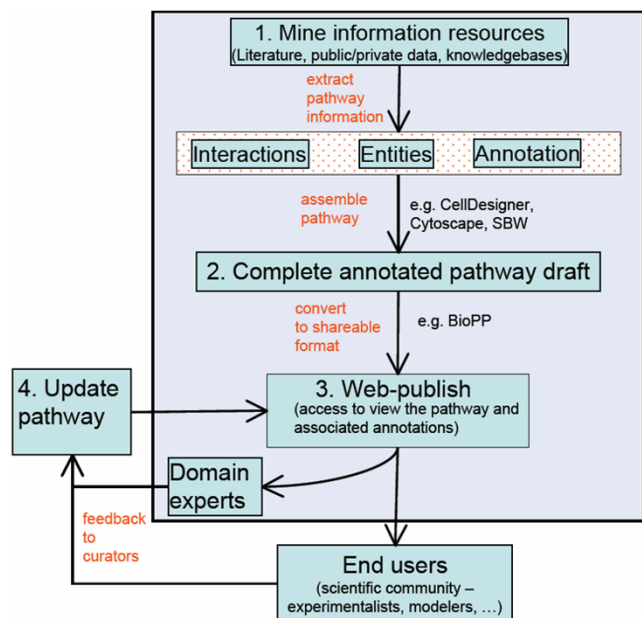 1. Mine information resources
(Literature, public/private data, knowledgebases)
extract
pathway
information
Interactions
Entities
Annotation
assemble
pathway
e.g. CellDesigner,
Cytoscape, SBW
2. Complete annotated pathway draft
convert
to shareable
format
e.g. BioPP
4. Update
pathway
3. Web-publish
(access to view the pathway and
associated annotations)
Domain
experts
feedback
to
curators
End users
(scientific community –
experimentalists, modelers, ...)